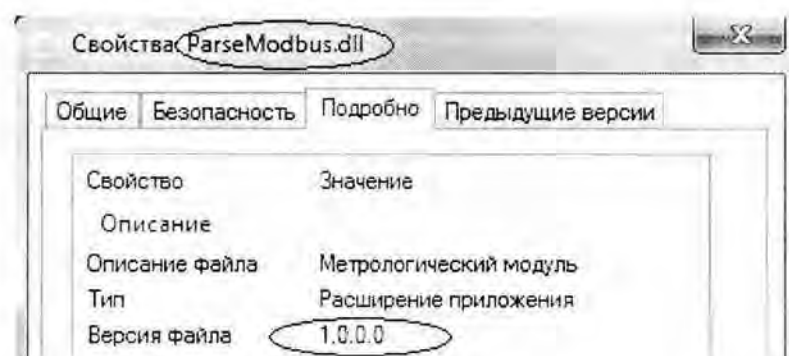 Свойства: ParseModbus.dll
Общие Безопасность Подробно Предыдущие версии
Свойство Значение
Описание
Описание файла Метрологический модуль
Тип Расширение приложения
Версия файла 1.0.0.0